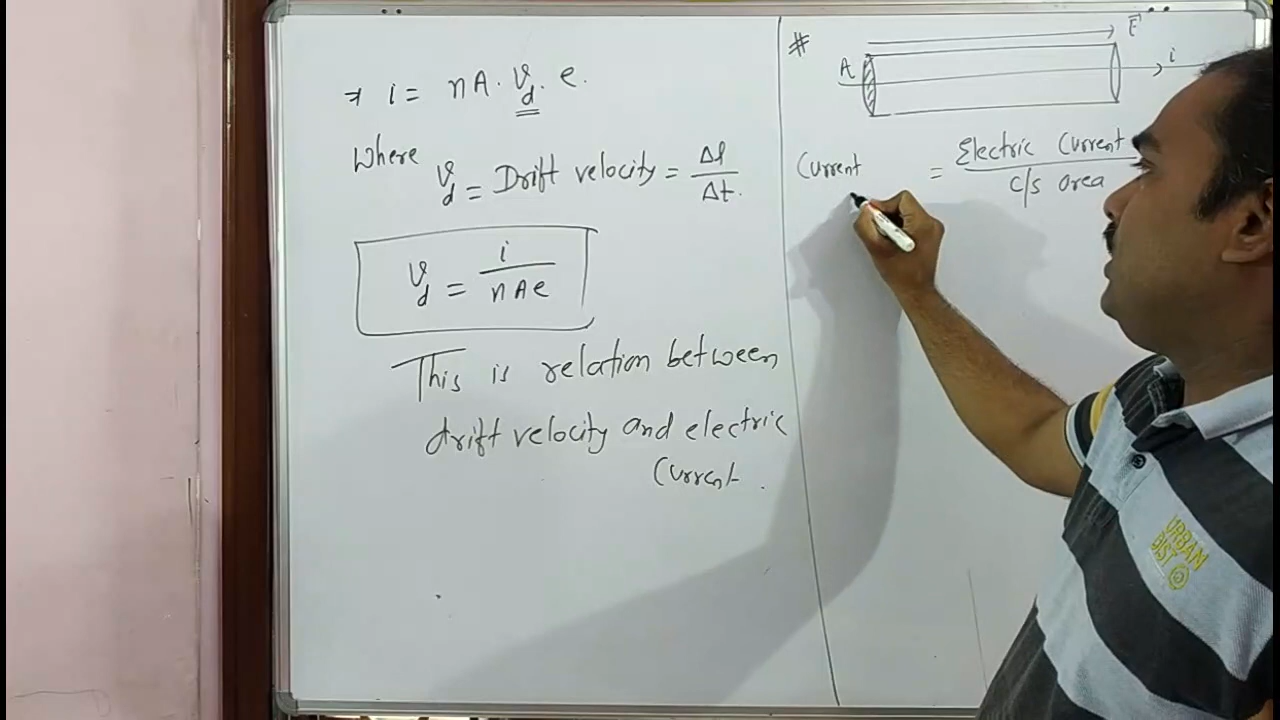 ⇒ i = nA · v_d · e.
Where v_d = Drift velocity = Δl/Δt.
v_d = i/nAe
This is relation between
drift velocity and electric
Current.
#
E
A
i
Current = Electric Current / C/s area
URBAN